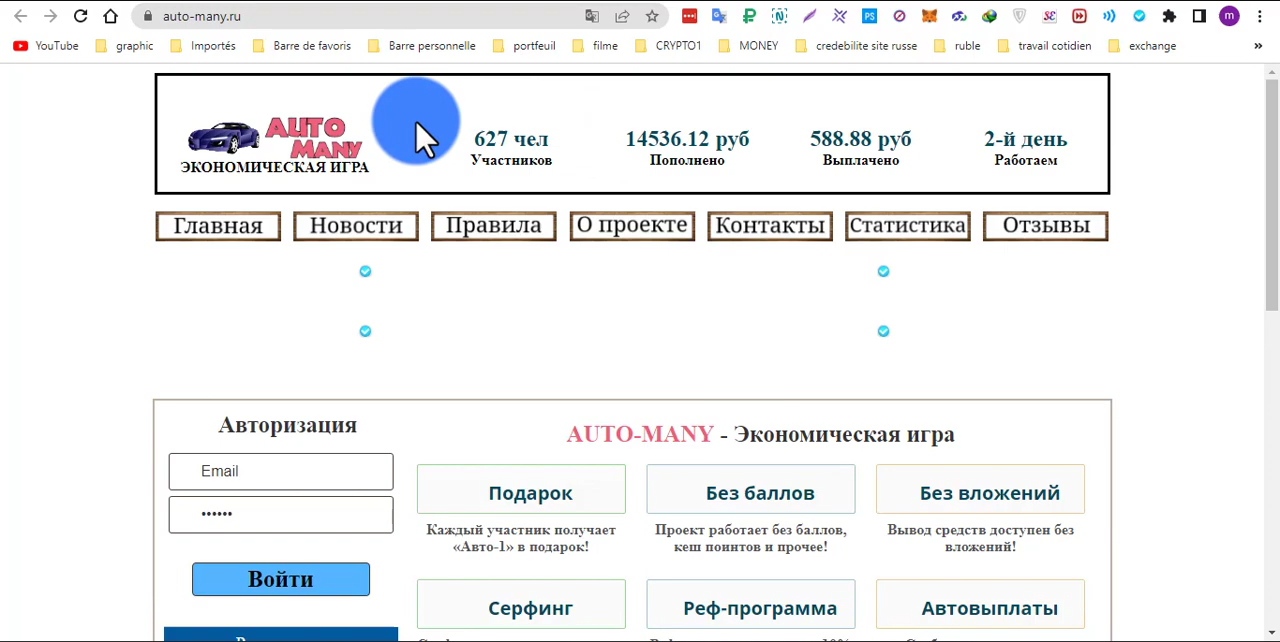 auto-many.ru
YouTube graphic Importés Barre de favoris Barre personnelle portfeuil filme CRYPTO1 MONEY credebilite site russe ruble travail cotidien exchange »
AUTO
MANY
ЭКОНОМИЧЕСКАЯ ИГРА
627 чел 14536.12 руб 588.88 руб 2-й день
Участников Пополнено Выплачено Работаем
Главная Новости Правила О проекте Контакты Статистика Отзывы
Авторизация
Email
••••••
Войти
AUTO-MANY - Экономическая игра
Подарок Без баллов Без вложений
Каждый участник получает Проект работает без баллов, Вывод средств доступен без
«Авто-1» в подарок! кеш поинтов и прочее! вложений!
Серфинг Реф-программа Автовыплаты